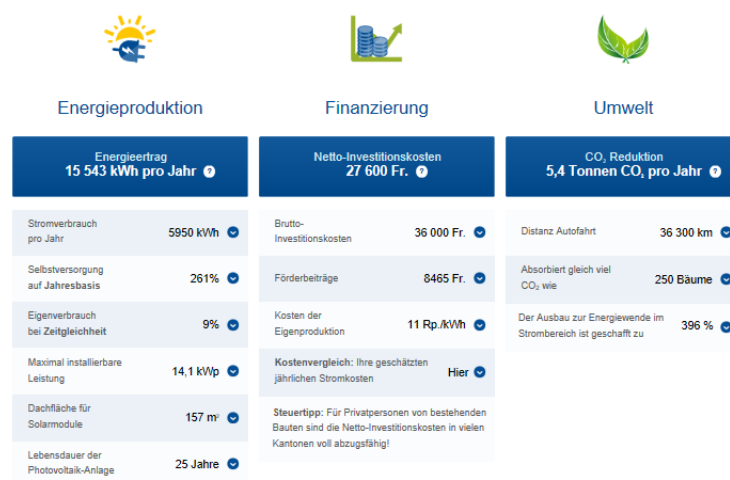 Energieproduktion
Energieertrag
15 543 kWh pro Jahr ?
Stromverbrauch
pro Jahr
5950 kWh
Selbstversorgung
auf Jahresbasis
261%
Eigenverbrauch
bei Zeitgleichheit
9%
Maximal installierbare
Leistung
14,1 kWp
Dachfläche für
Solarmodule
157 m²
Lebensdauer der
Photovoltaik-Anlage
25 Jahre
Finanzierung
Netto-Investitionskosten
27 600 Fr. ?
Brutto-
Investitionskosten
36 000 Fr.
Förderbeiträge
8465 Fr.
Kosten der
Eigenproduktion
11 Rp./kWh
Kostenvergleich: Ihre geschätzten
jährlichen Stromkosten
Hier
Steuertipp: Für Privatpersonen von bestehenden
Bauten sind die Netto-Investitionskosten in vielen
Kantonen voll abzugsfähig!
Umwelt
CO₂ Reduktion
5,4 Tonnen CO₂ pro Jahr ?
Distanz Autofahrt
36 300 km
Absorbiert gleich viel
CO₂ wie
250 Bäume
Der Ausbau zur Energiewende im
Strombereich ist geschafft zu
396 %